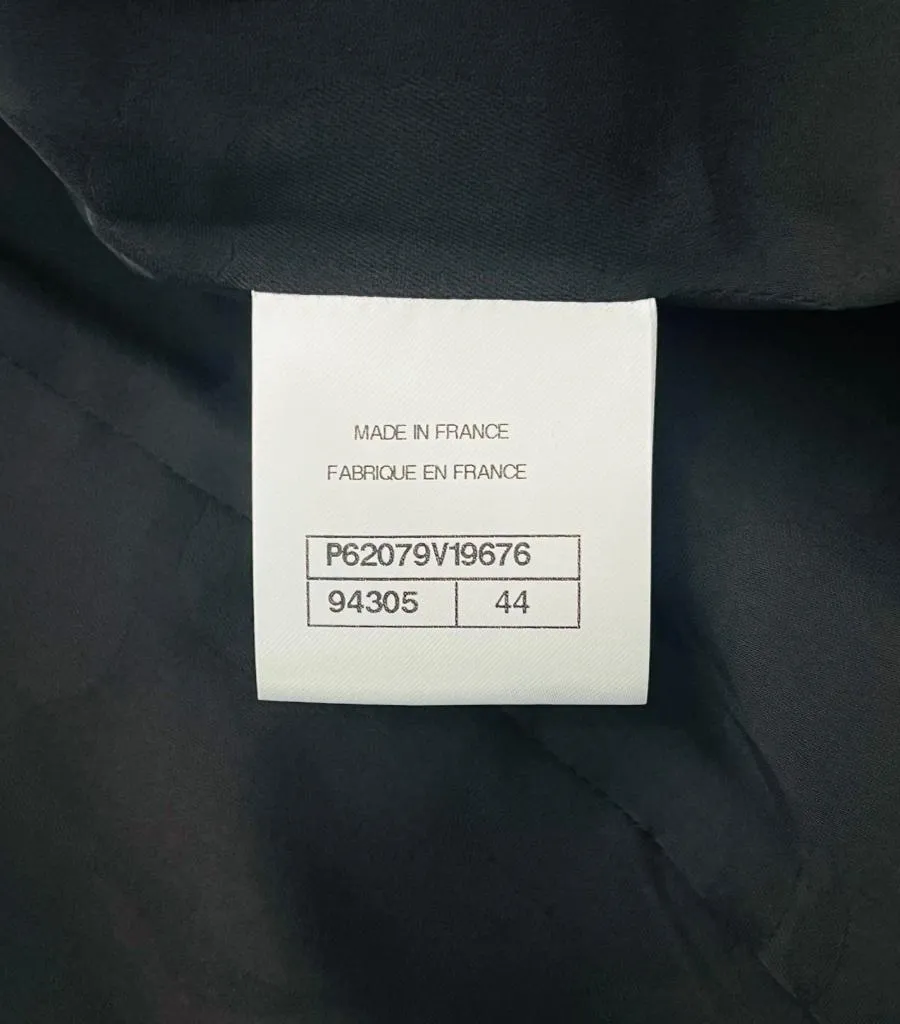 MADE IN FRANCE
FABRIQUE EN FRANCE
P62079V19676
94305 44